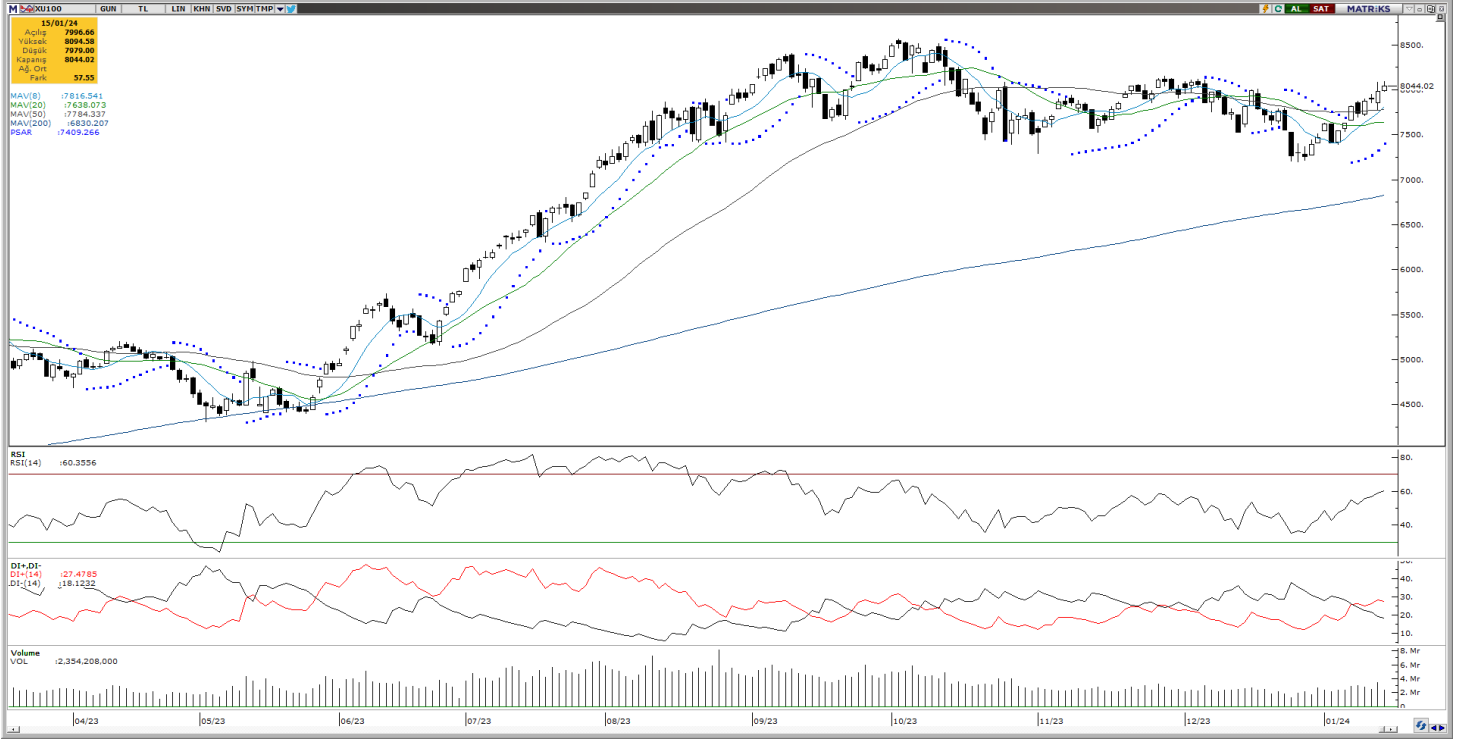 M XU100 GUN TL LIN KHN SVD SYM TMP AL SAT MATRİKS
15/01/24
Açılış 7996.66
Yüksek 8094.58
Düşük 7979.00
Kapanış 8044.02
Ağ. Ort
Fark 57.55
MAV(8) :7816.541
MAV(20) :7638.073
MAV(50) :7784.337
MAV(200) :6830.207
PSAR :7409.266
8500.
8044.02
7500.
7000.
6500.
6000.
5500.
5000.
4500.
RSI
RSI(14) :60.3556
80.
60.
40.
DI+,DI-
DI+(14) :27.4785
DI-(14) :18.1232
40.
30.
20.
10.
Volume
VOL :2,354,208,000
8. Mr
6. Mr
4. Mr
2. Mr
0
04/23 05/23 06/23 07/23 08/23 09/23 10/23 11/23 12/23 01/24